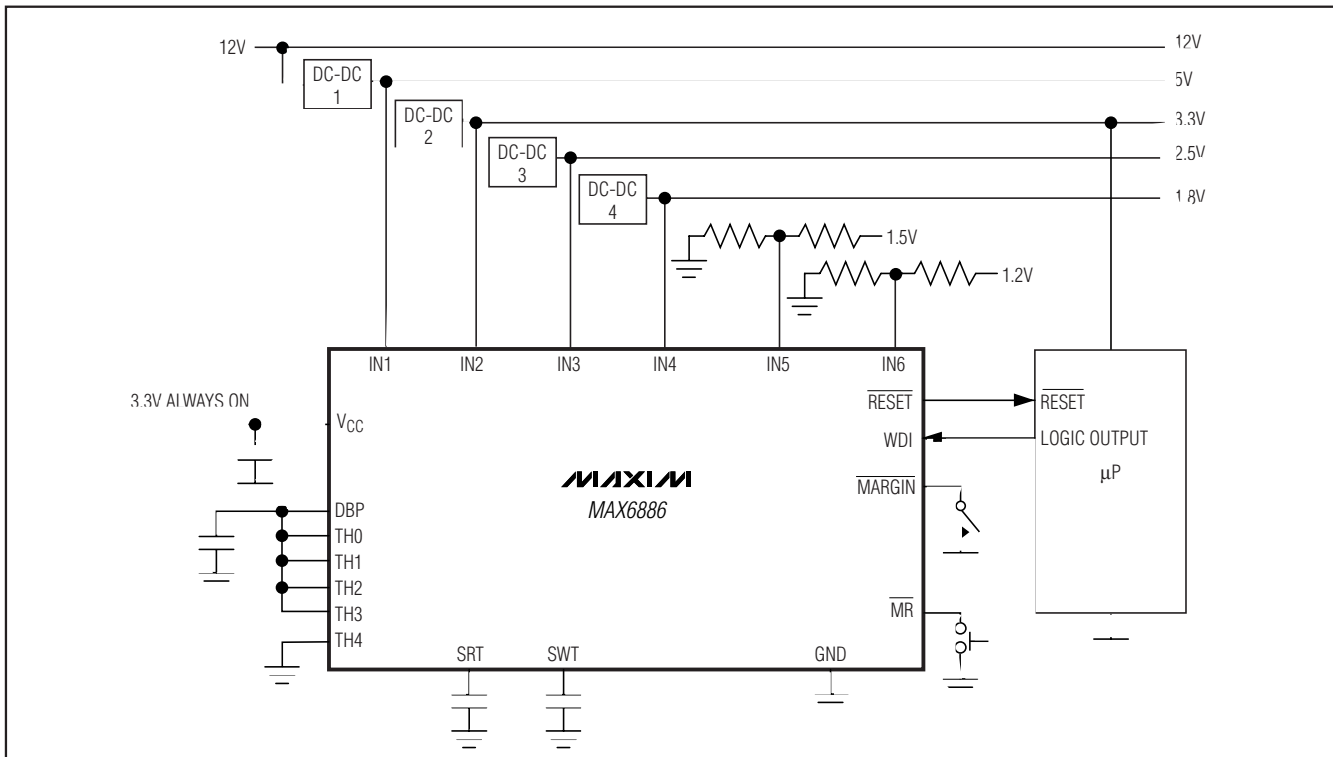 12V
12V
DC-DC
1
5V
DC-DC
2
3.3V
DC-DC
3
2.5V
DC-DC
4
1.8V
1.5V
1.2V
IN1
IN2
IN3
IN4
IN5
IN6
3.3V ALWAYS ON
VCC
RESET
RESET
WDI
LOGIC OUTPUT
µP
MAXIM
MAX6886
MARGIN
DBP
TH0
TH1
TH2
TH3
MR
TH4
SRT
SWT
GND